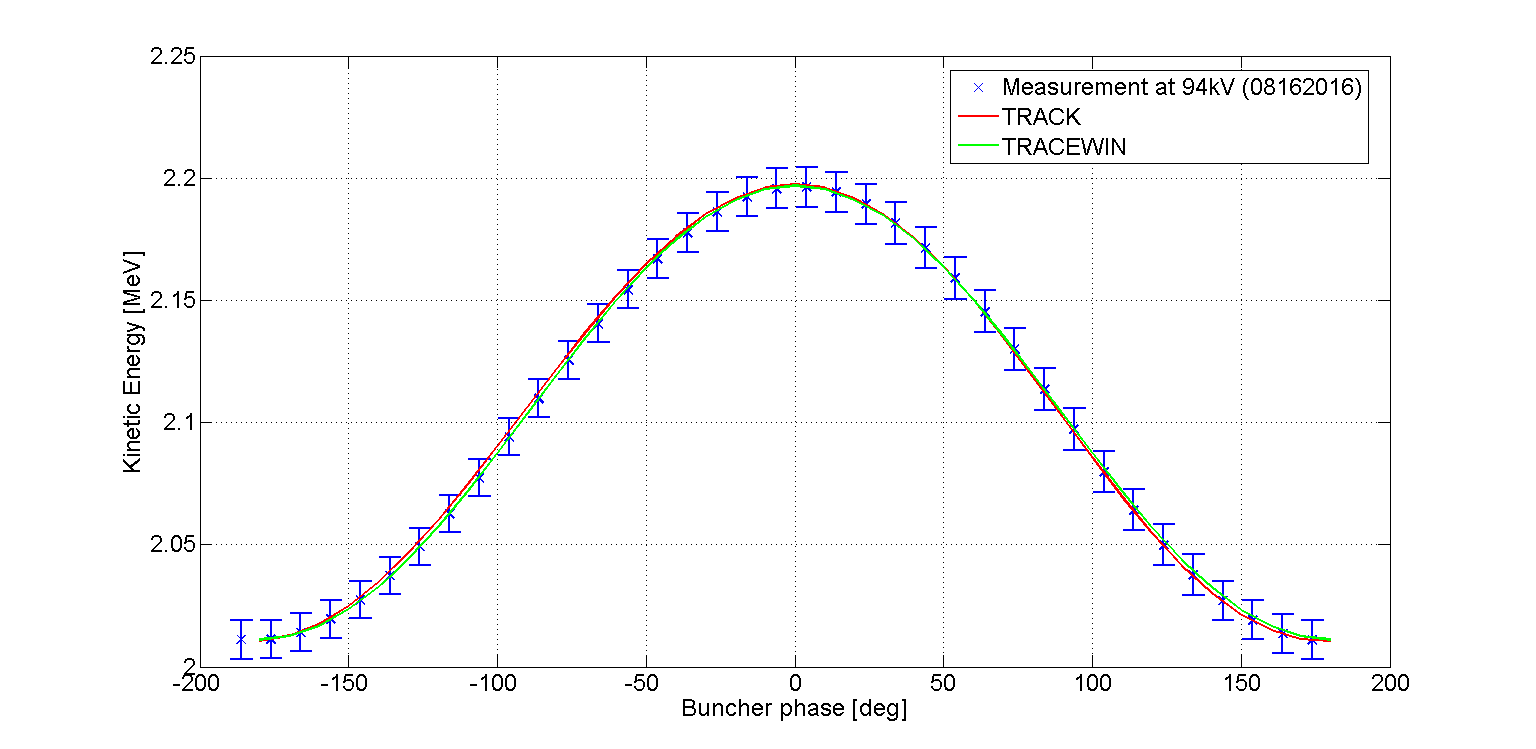 Measurement at 94kV (08162016)
TRACK
TRACEWIN
Kinetic Energy [MeV]
2.25
2.2
2.15
2.1
2.05
2
-200 -150 -100 -50 0 50 100 150 200
Buncher phase [deg]